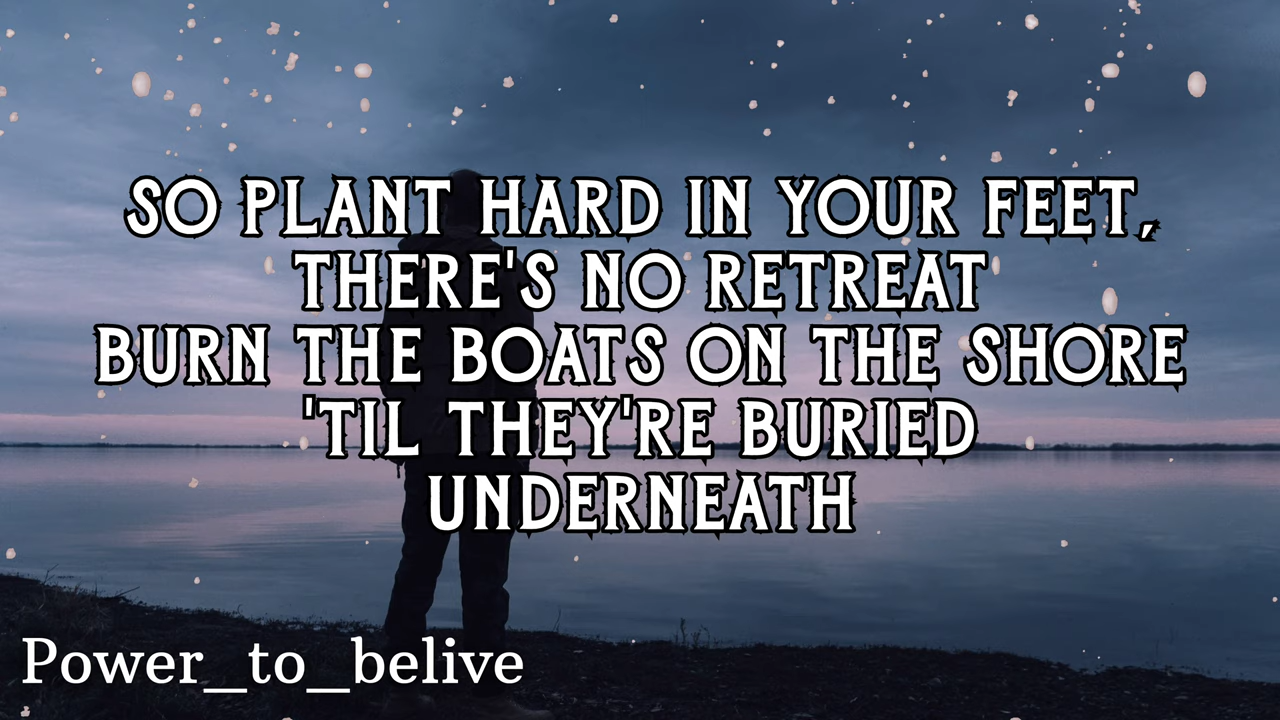 SO PLANT HARD IN YOUR FEET,
THERE'S NO RETREAT
BURN THE BOATS ON THE SHORE
'TIL THEY'RE BURIED
UNDERNEATH
Power_to_belive